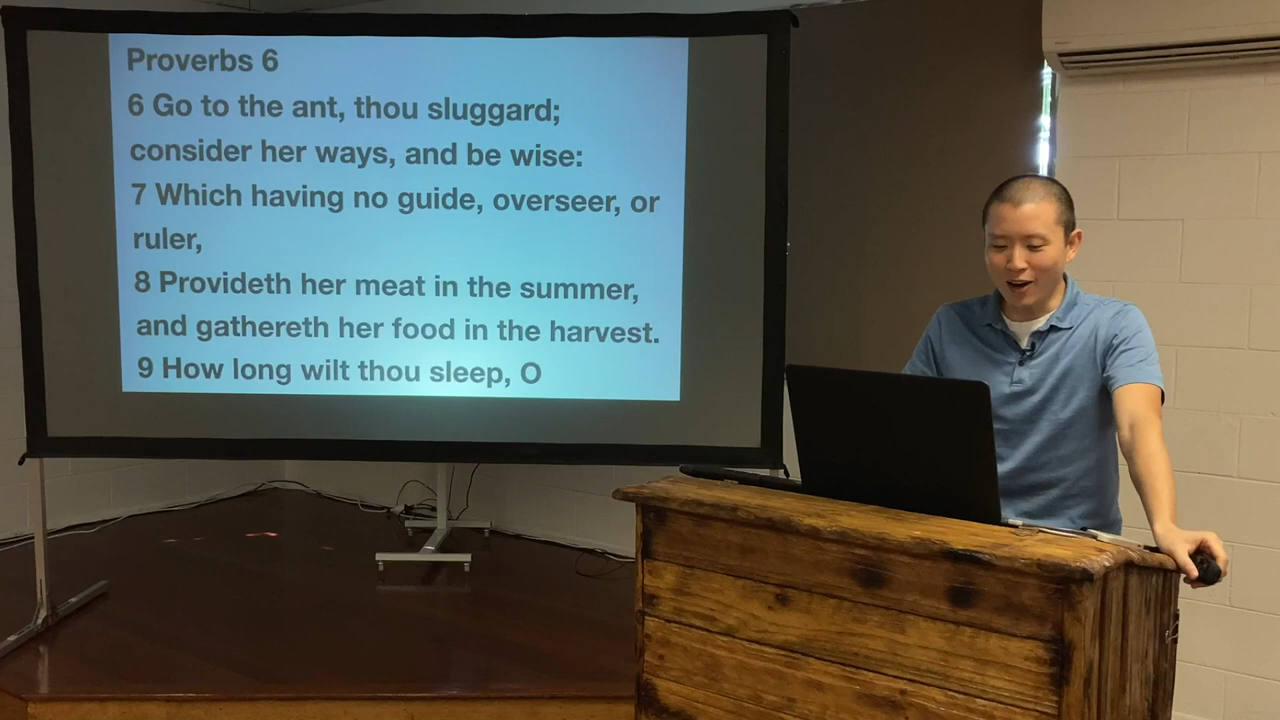 Proverbs 6
6 Go to the ant, thou sluggard;
consider her ways, and be wise:
7 Which having no guide, overseer, or
ruler,
8 Provideth her meat in the summer,
and gathereth her food in the harvest.
9 How long wilt thou sleep, O